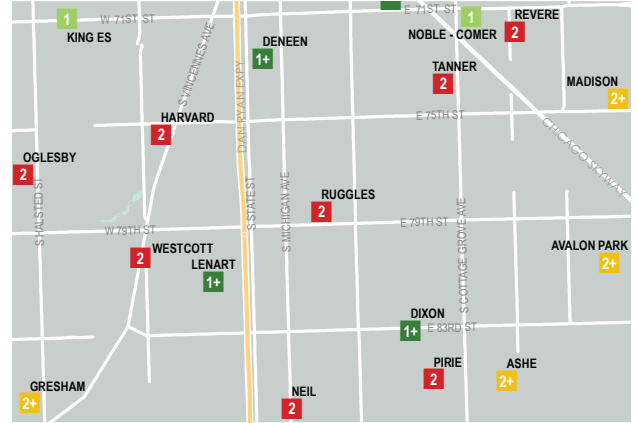 1
KING ES
W 71ST ST
S VINCENNES AVE
DENEEN
1+
E 71ST ST
1
NOBLE - COMER
REVERE
2
TANNER
2
MADISON
2+
HARVARD
2
DAN RYAN EXPY
E 75TH ST
CHICAGO SKYWAY
OGLESBY
2
S HALSTED ST
S STATE ST
S MICHIGAN AVE
RUGGLES
2
S COTTAGE GROVE AVE
W 79TH ST
E 79TH ST
WESTCOTT
2
LENART
1+
AVALON PARK
2+
DIXON
1+
E 83RD ST
PIRIE
2
ASHE
2+
GRESHAM
2+
NEIL
2